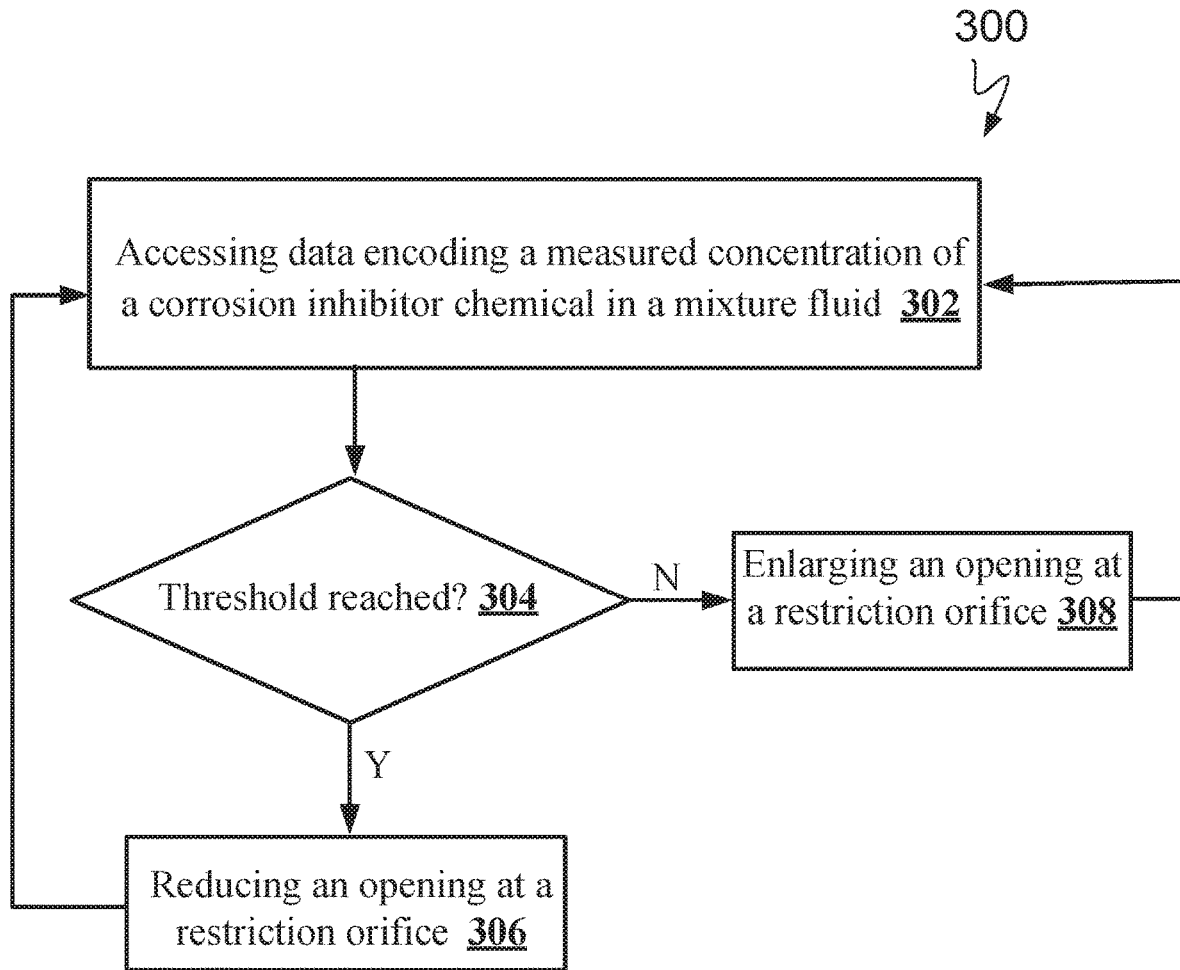 300
Accessing data encoding a measured concentration of
a corrosion inhibitor chemical in a mixture fluid 302
Threshold reached? 304
N
Enlarging an opening at
a restriction orifice 308
Y
Reducing an opening at a
restriction orifice 306